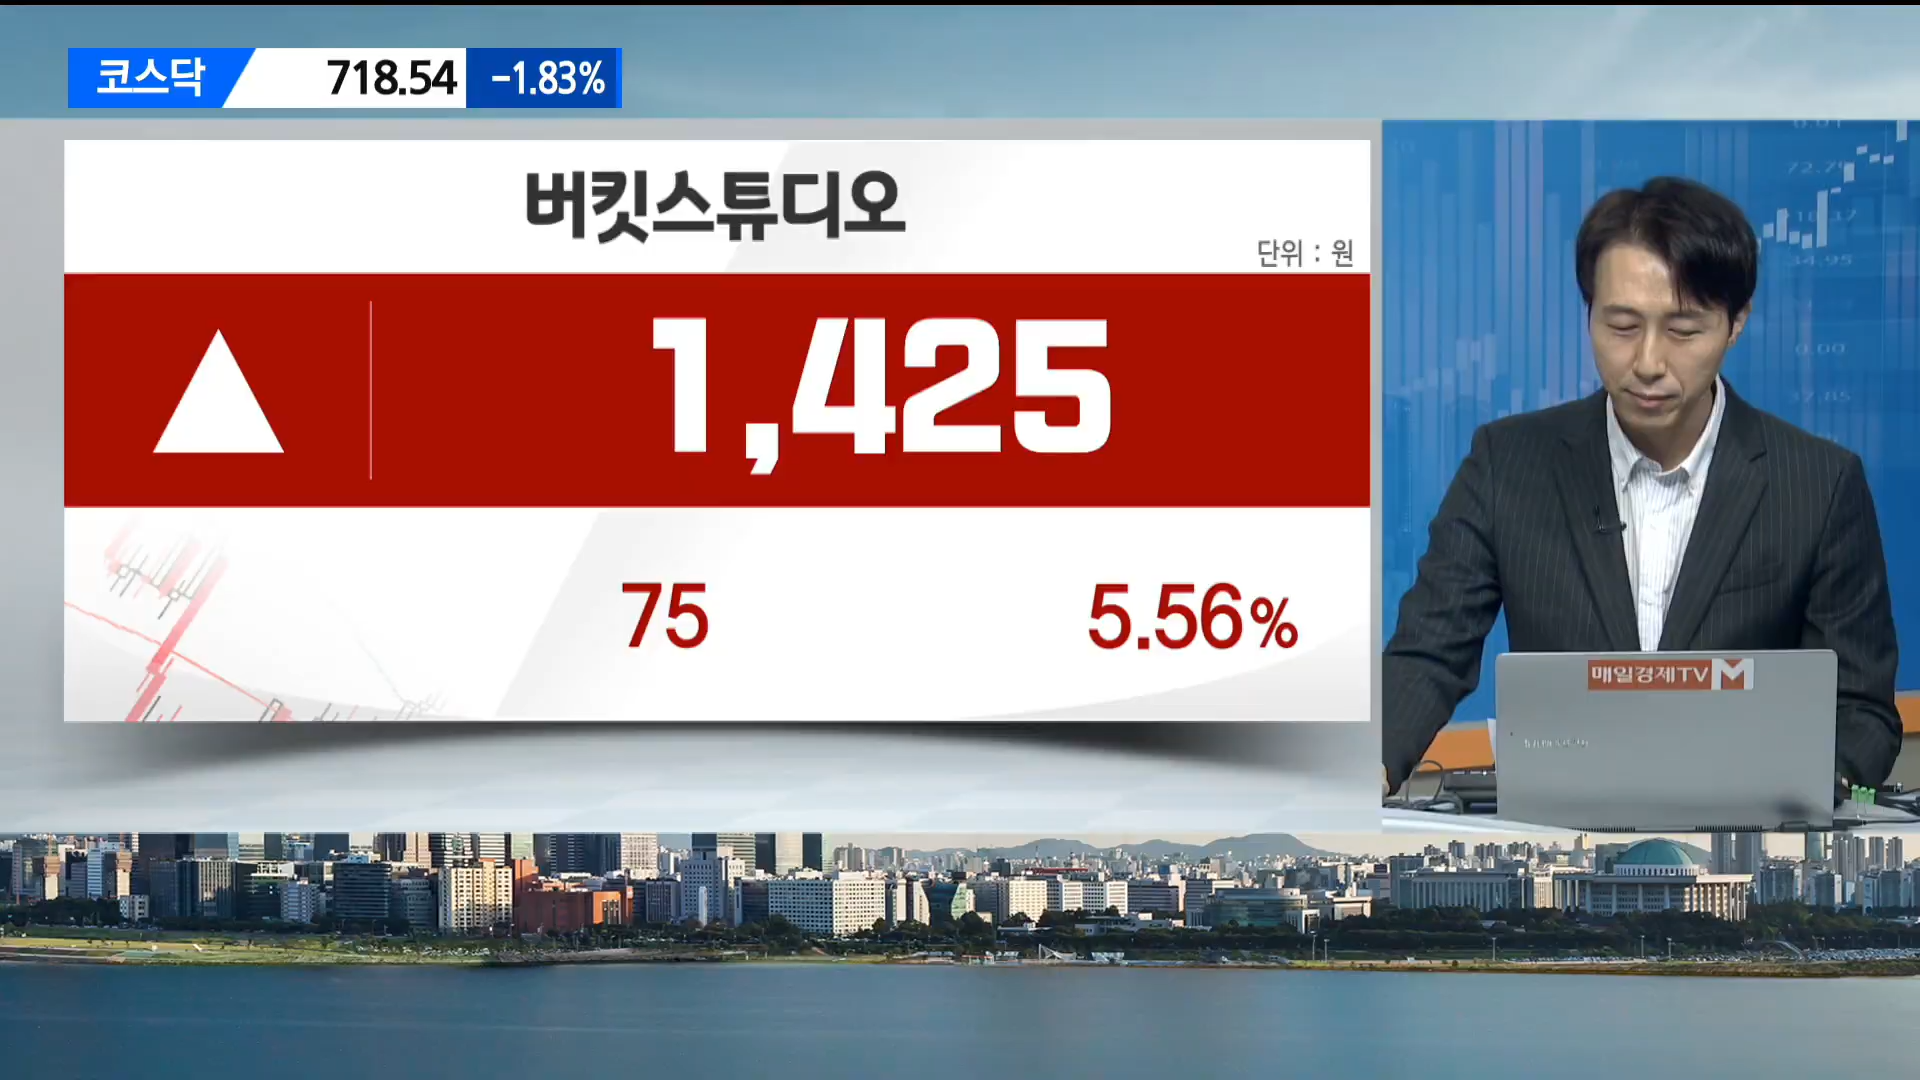 코스닥 718.54 -1.83%
버킷스튜디오
단위 : 원
▲ 1,425
75 5.56%
매일경제TV M